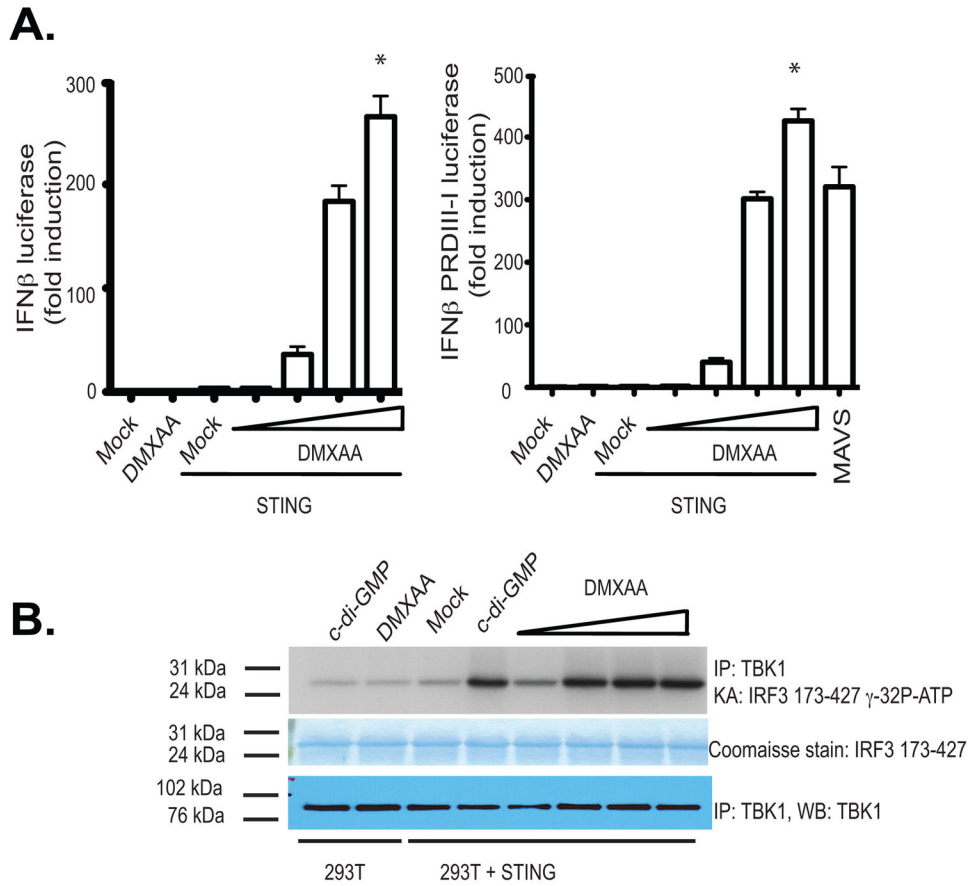 A.
IFNβ luciferase
(fold induction)
300
200
100
0
*
Mock
DMXAA
Mock
DMXAA
STING
IFNβ PRDIII-I luciferase
(fold induction)
500
400
300
200
100
0
*
Mock
DMXAA
Mock
DMXAA
MAVS
STING
B.
c-di-GMP
DMXAA
Mock
c-di-GMP
DMXAA
31 kDa
24 kDa
IP: TBK1
KA: IRF3 173-427 γ-32P-ATP
31 kDa
24 kDa
Coomaisse stain: IRF3 173-427
102 kDa
76 kDa
IP: TBK1, WB: TBK1
293T
293T + STING